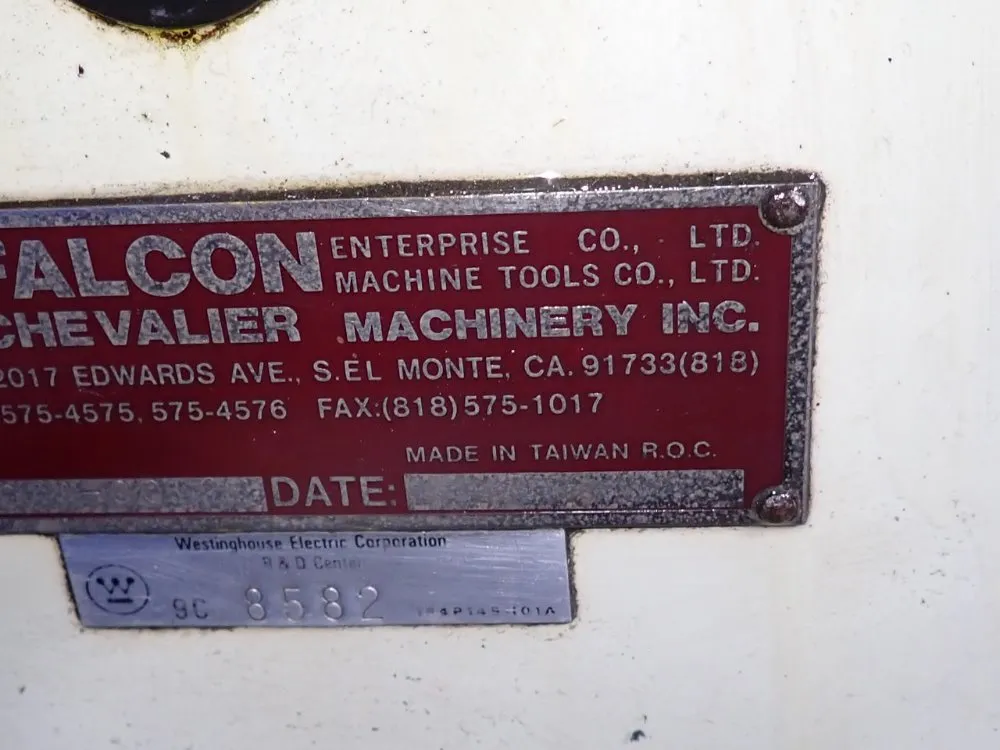 FALCON ENTERPRISE CO., LTD.
MACHINE TOOLS CO., LTD.
CHEVALIER MACHINERY INC.
2017 EDWARDS AVE., S.EL MONTE, CA. 91733(818)
575-4575, 575-4576 FAX:(818)575-1017
MADE IN TAIWAN R.O.C.
DATE:
Westinghouse Electric Corporation
R & D Center
W 9C 8582